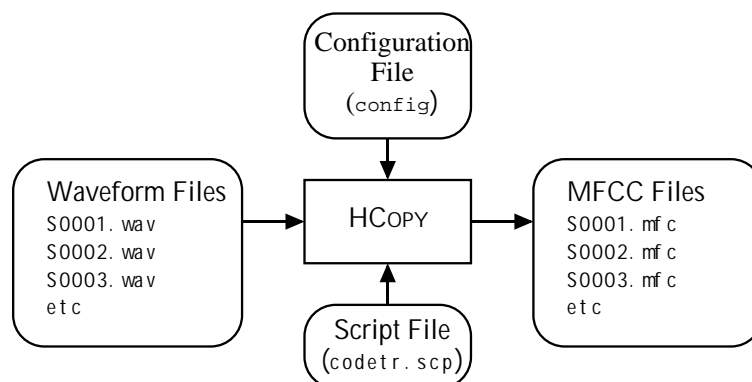 Configuration
File
(config)
Waveform Files
S0001.wav
S0002.wav
S0003.wav
etc
HCOPY
MFCC Files
S0001.mfc
S0002.mfc
S0003.mfc
etc
Script File
(codetr.scp)